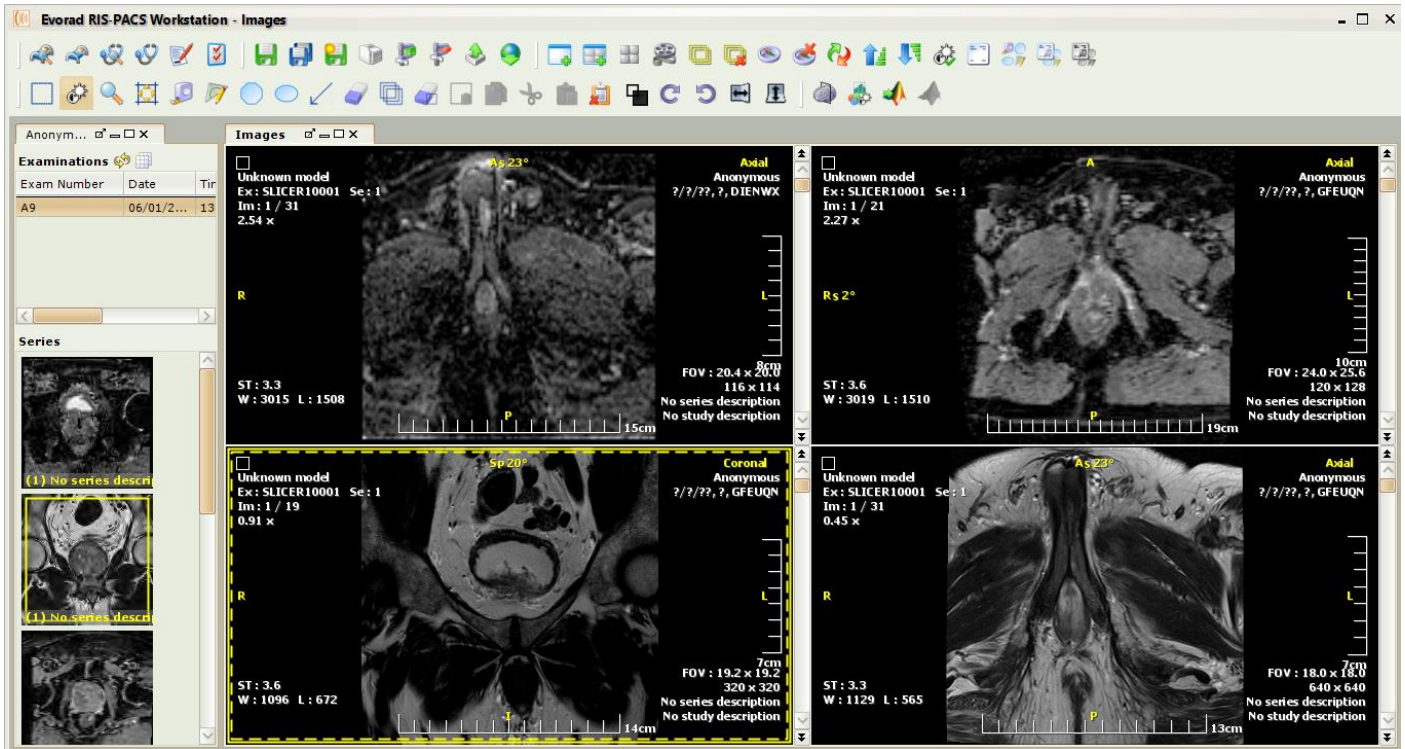 Evorad RIS-PACS Workstation - Images
Anonym...
Examinations
Exam Number Date Tir
A9 06/01/2... 13
Series
(1) No series descri
(1) No series descri
Images
Unknown model
Ex: SLICER10001 Se: 1
Im: 1 / 31
2.54 x
As 23°
Axial
Anonymous
?/?/??, ?, DIENWX
R
L
8cm
FOV : 20.4 x 20.0
116 x 114
No series description
No study description
ST : 3.3
W : 3015 L : 1508
P
15cm
Unknown model
Ex: SLICER10001 Se: 1
Im: 1 / 21
2.27 x
A
Axial
Anonymous
?/?/??, ?, GFEUQN
Rs 2°
L
10cm
FOV : 24.0 x 25.6
120 x 128
No series description
No study description
ST : 3.6
W : 3019 L : 1510
P
19cm
Unknown model
Ex: SLICER10001 Se: 1
Im: 1 / 19
0.91 x
Sp 20°
Coronal
Anonymous
?/?/??, ?, GFEUQN
R
L
7cm
FOV : 19.2 x 19.2
320 x 320
No series description
No study description
ST : 3.6
W : 1096 L : 672
I
14cm
Unknown model
Ex: SLICER10001 Se: 1
Im: 1 / 31
0.45 x
As 23°
Axial
Anonymous
?/?/??, ?, GFEUQN
R
L
7cm
FOV : 18.0 x 18.0
640 x 640
No series description
No study description
ST : 3.3
W : 1129 L : 565
P
13cm